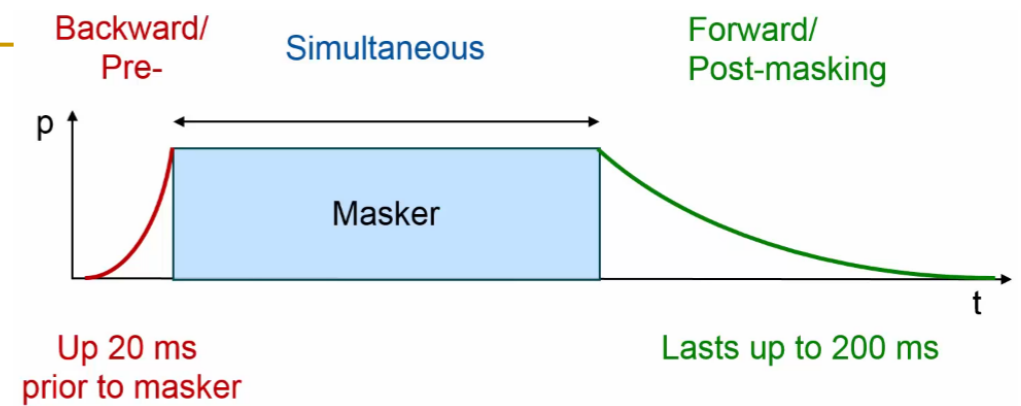 Backward/
Pre-
Simultaneous
Forward/
Post-masking
p
Masker
t
Up 20 ms
prior to masker
Lasts up to 200 ms